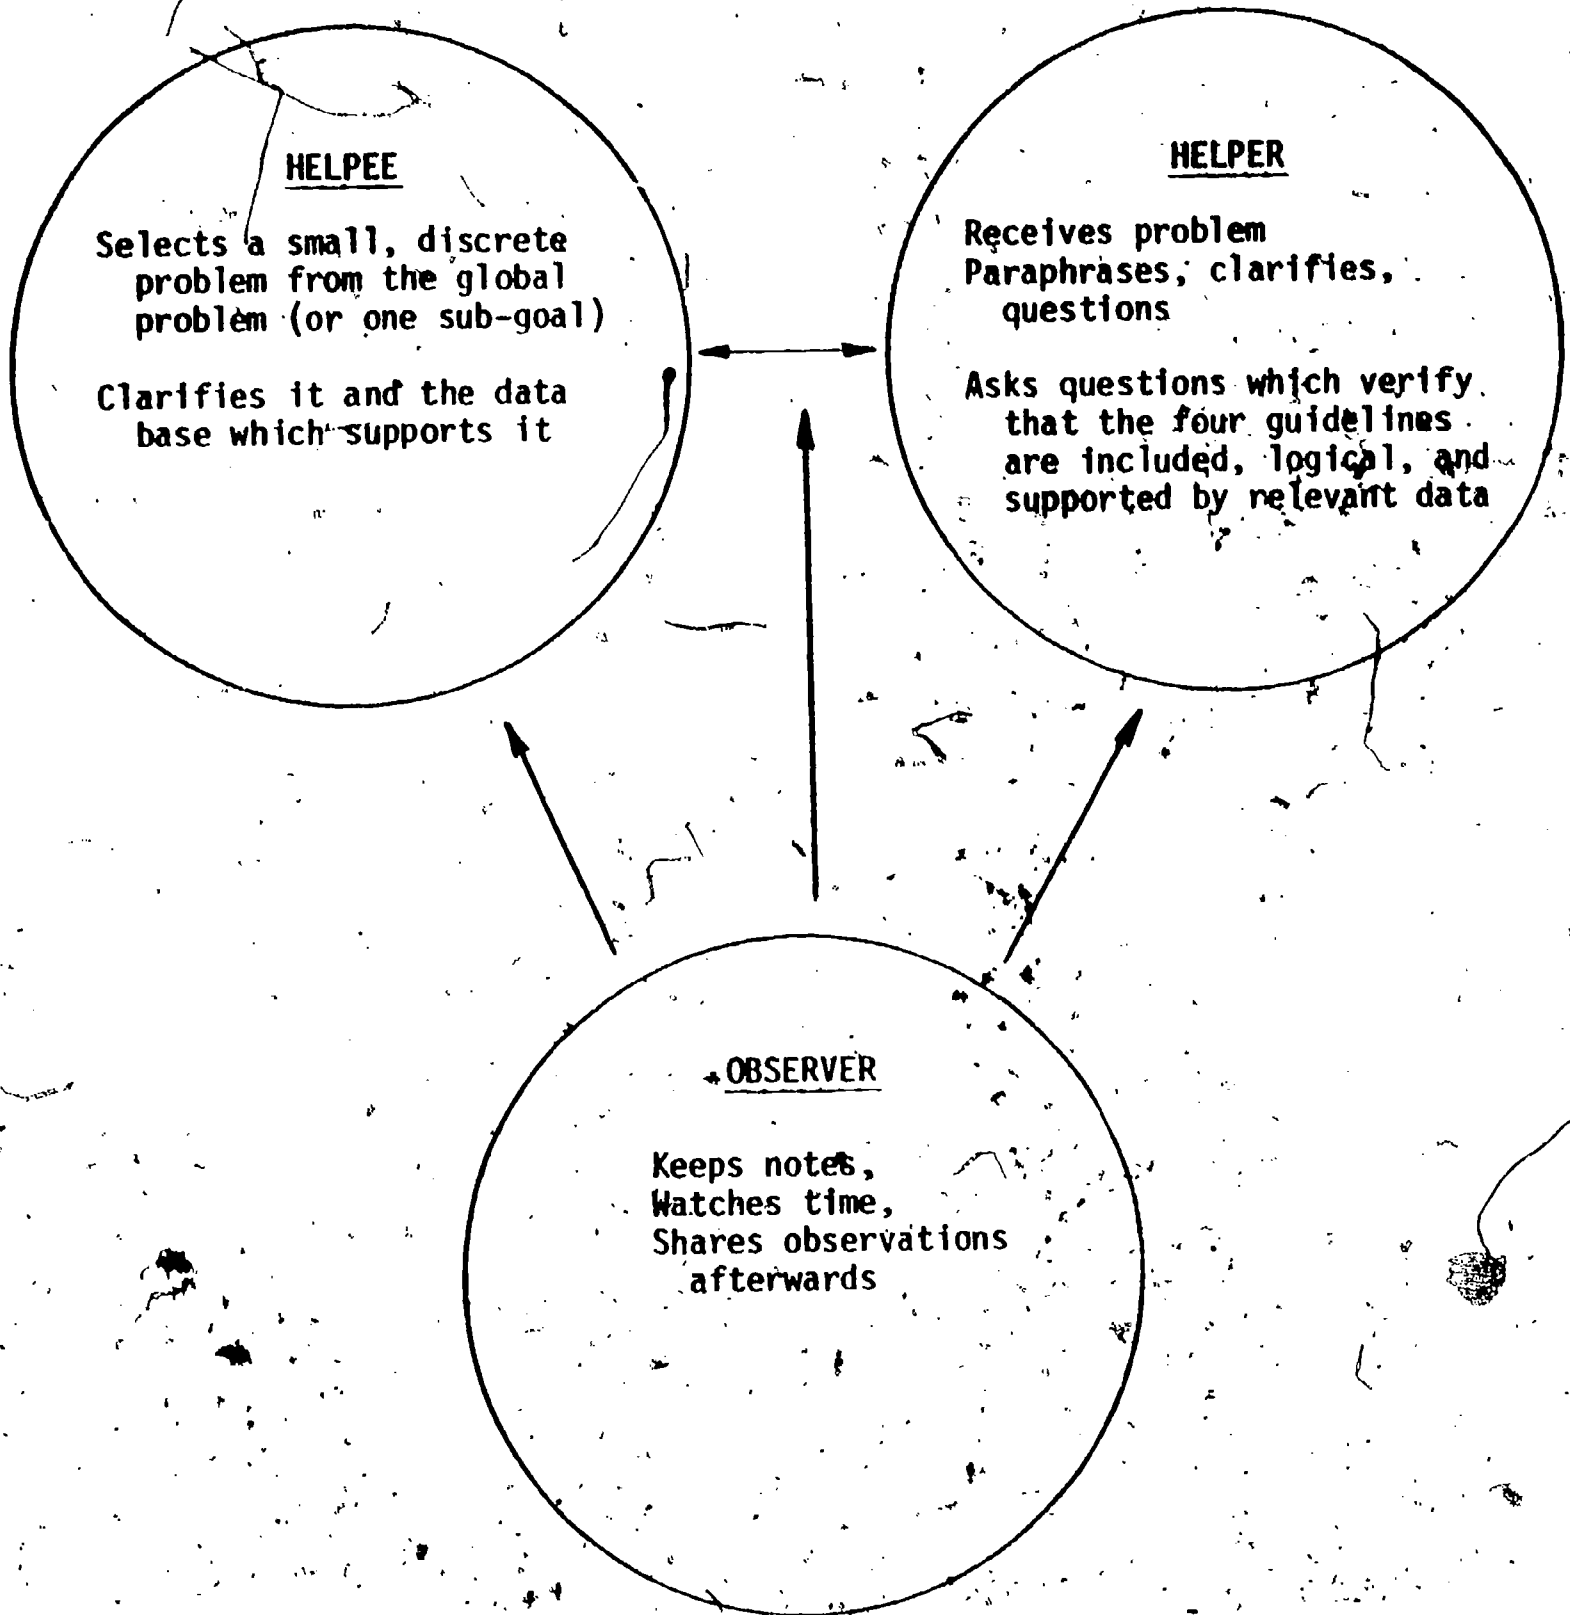 HELPEE
Selects a small, discrete
problem from the global
problem (or one sub-goal)
Clarifies it and the data
base which supports it
HELPER
Receives problem
Paraphrases, clarifies,
questions
Asks questions which verify
that the four guidelines
are included, logical, and
supported by relevant data
OBSERVER
Keeps notes,
Watches time,
Shares observations
afterwards